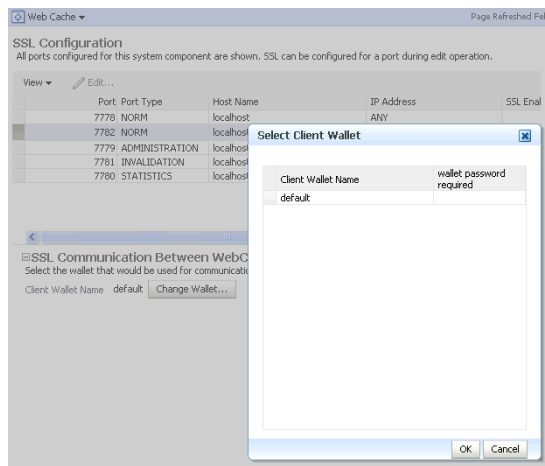 Web Cache
Page Refreshed Fel
SSL Configuration
All ports configured for this system component are shown. SSL can be configured for a port during edit operation.
View Edit...
Port Port Type Host Name IP Address SSL Enal
7778 NORM localhost ANY
7782 NORM localhost
7779 ADMINISTRATION localhost
7781 INVALIDATION localhost
7780 STATISTICS localhost
Select Client Wallet
Client Wallet Name wallet password required
default
SSL Communication Between WebC
Select the wallet that would be used for communicatio
Client Wallet Name default Change Wallet...
OK Cancel